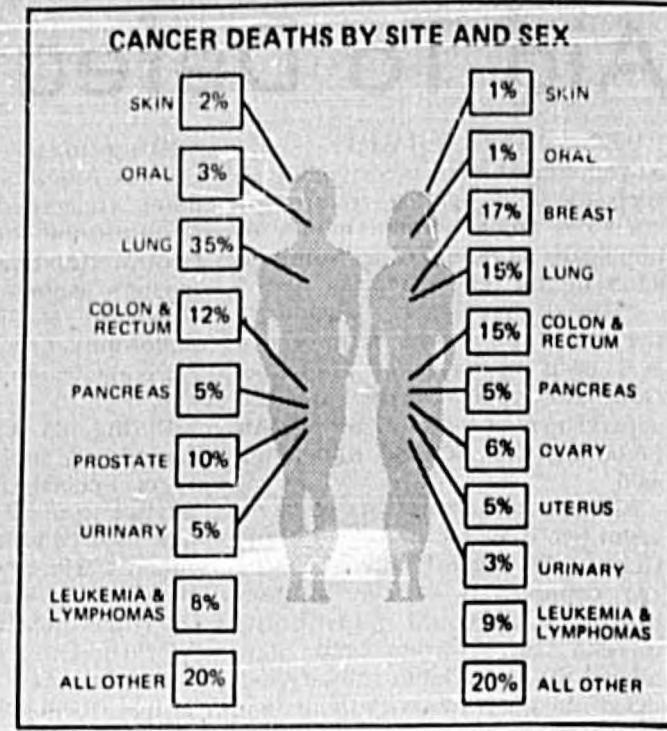 CANCER DEATHS BY SITE AND SEX
SKIN 2%
ORAL 3%
LUNG 35%
COLON &
RECTUM 12%
PANCREAS 5%
PROSTATE 10%
URINARY 5%
LEUKEMIA &
LYMPHOMAS 8%
ALL OTHER 20%
1% SKIN
1% ORAL
17% BREAST
15% LUNG
15% COLON &
RECTUM
5% PANCREAS
6% OVARY
5% UTERUS
3% URINARY
9% LEUKEMIA &
LYMPHOMAS
20% ALL OTHER